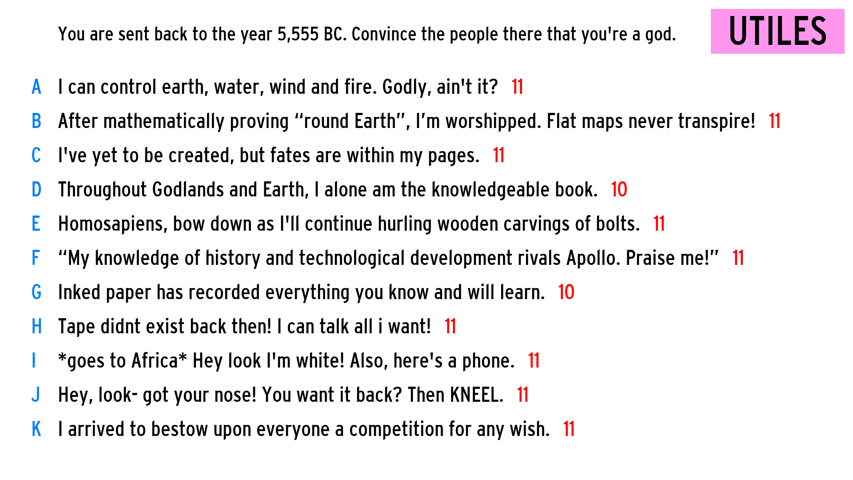 You are sent back to the year 5,555 BC. Convince the people there that you're a god.
UTILES
A I can control earth, water, wind and fire. Godly, ain't it? 11
B After mathematically proving “round Earth”, I’m worshipped. Flat maps never transpire! 11
C I've yet to be created, but fates are within my pages. 11
D Throughout Godlands and Earth, I alone am the knowledgeable book. 10
E Homosapiens, bow down as I'll continue hurling wooden carvings of bolts. 11
F “My knowledge of history and technological development rivals Apollo. Praise me!” 11
G Inked paper has recorded everything you know and will learn. 10
H Tape didnt exist back then! I can talk all i want! 11
I *goes to Africa* Hey look I'm white! Also, here's a phone. 11
J Hey, look- got your nose! You want it back? Then KNEEL. 11
K I arrived to bestow upon everyone a competition for any wish. 11